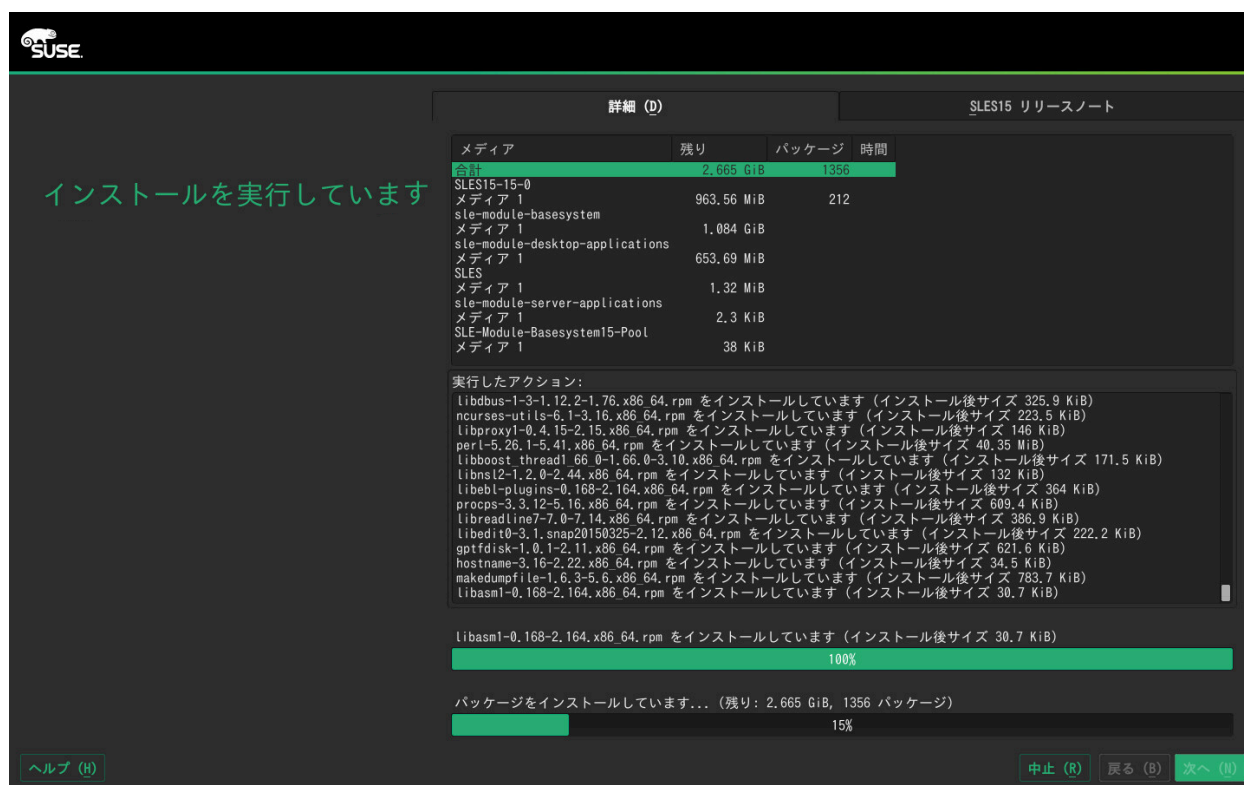 SUSE.
詳細 (D) SLES15 リリースノート
インストールを実行しています
メディア 残り パッケージ 時間
合計 2.665 GiB 1356
SLES15-15-0
メディア 1 963.56 MiB 212
sle-module-basesystem
メディア 1 1.084 GiB
sle-module-desktop-applications
メディア 1 653.69 MiB
SLES
メディア 1 1.32 MiB
sle-module-server-applications
メディア 1 2.3 KiB
SLE-Module-Basesystem15-Pool
メディア 1 38 KiB
実行したアクション:
libdbus-1-3-1.12.2-1.76.x86_64.rpm をインストールしています (インストール後サイズ 325.9 KiB)
ncurses-utils-6.1-3.16.x86_64.rpm をインストールしています (インストール後サイズ 223.5 KiB)
libproxy1-0.4.15-2.15.x86_64.rpm をインストールしています (インストール後サイズ 146 KiB)
perl-5.26.1-5.41.x86_64.rpm をインストールしています (インストール後サイズ 40.35 MiB)
libboost_thread1_66_0-1.66.0-3.10.x86_64.rpm をインストールしています (インストール後サイズ 171.5 KiB)
libnsl2-1.2.0-2.44.x86_64.rpm をインストールしています (インストール後サイズ 132 KiB)
libebl-plugins-0.168-2.164.x86_64.rpm をインストールしています (インストール後サイズ 364 KiB)
procps-3.3.12-5.16.x86_64.rpm をインストールしています (インストール後サイズ 609.4 KiB)
libreadline7-7.0-7.14.x86_64.rpm をインストールしています (インストール後サイズ 386.9 KiB)
libedit0-3.1.snap20150325-2.12.x86_64.rpm をインストールしています (インストール後サイズ 222.2 KiB)
gptfdisk-1.0.1-2.11.x86_64.rpm をインストールしています (インストール後サイズ 621.6 KiB)
hostname-3.16-2.22.x86_64.rpm をインストールしています (インストール後サイズ 34.5 KiB)
makedumpfile-1.6.3-5.6.x86_64.rpm をインストールしています (インストール後サイズ 783.7 KiB)
libasm1-0.168-2.164.x86_64.rpm をインストールしています (インストール後サイズ 30.7 KiB)
libasm1-0.168-2.164.x86_64.rpm をインストールしています (インストール後サイズ 30.7 KiB)
100%
パッケージをインストールしています... (残り: 2.665 GiB, 1356 パッケージ)
15%
ヘルプ (H) 中止 (R) 戻る (B) 次へ (N)